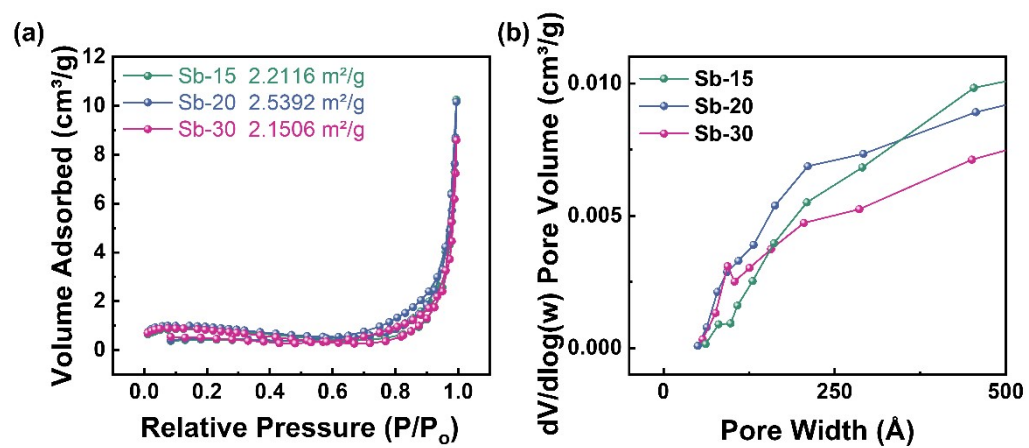 (a)
Volume Adsorbed (cm³/g)
12
10
8
6
4
2
0
Sb-15 2.2116 m²/g
Sb-20 2.5392 m²/g
Sb-30 2.1506 m²/g
0.0 0.2 0.4 0.6 0.8 1.0
Relative Pressure (P/Pₒ)
(b)
dV/dlog(w) Pore Volume (cm³/g)
0.010
0.005
0.000
Sb-15
Sb-20
Sb-30
0 250 500
Pore Width (Å)